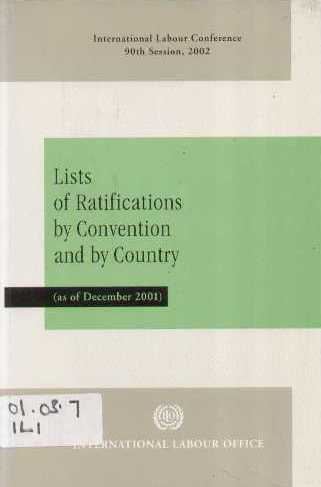 International Labour Conference
90th Session, 2002
Lists
of Ratifications
by Convention
and by Country
(as of December 2001)
01.03.7
ILI
INTERNATIONAL LABOUR OFFICE